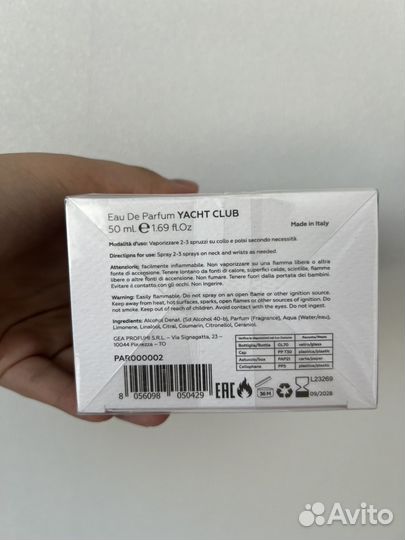 Eau De Parfum YACHT CLUB
50 mL ℮ 1.69 fl.Oz
Made in Italy
Modalità d'uso: Vaporizzare 2-3 spruzzi su collo e polsi secondo necessità.
Directions for use: Spray 2-3 sprays on neck and wrists as needed.
Attenzione: facilmente infiammabile. Non vaporizzare su una fiamma libera o altra
fonte di accensione. Tenere lontano da fonti di calore, superfici calde, scintille, fiamme
libere o altre fonti di accensione. Non fumare. Tenere fuori dalla portata dei bambini.
Evitare il contatto con gli occhi. Non ingerire.
Warning: Easily flammable. Do not spray on an open flame or other ignition source.
Keep away from heat, hot surfaces, sparks, open flames or other sources of ignition.
No smoking. Keep out of reach of children. Avoid contact with eyes. Do not ingest.
Ingredients: Alcohol Denat. (Sd Alcohol 40-b), Parfum (Fragrance), Aqua (Water/eau),
Limonene, Linalool, Citral, Coumarin, Citronellol, Geraniol.
GEA PROFUMI S.R.L. – Via Signagatta, 23 –
10044 Pianezza – TO
PAR000002
Bottiglia/Bottle GL70 vetro/glass
Cap PP 730 plastica/plastic
Astuccio/box PAP21 carta/paper
Cellophane PP5 plastica/plastic
8 056098 050429
EAC
36 M
L23269
09/2028
Avito